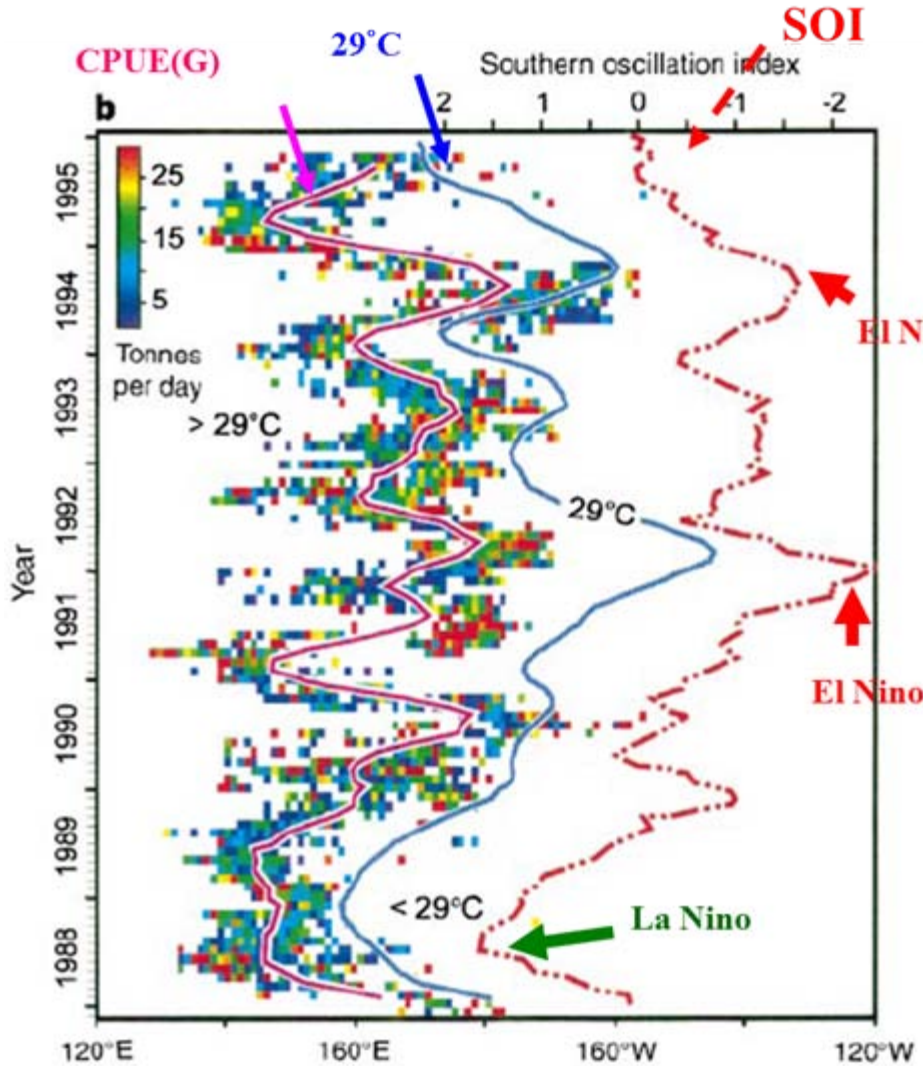 SOI
CPUE(G)
29°C
Southern oscillation index
b
2 1 0 -1 -2
25
15
5
Tonnes
per day
> 29°C
29°C
< 29°C
El N
El Nino
La Nino
Year
1995
1994
1993
1992
1991
1990
1989
1988
120°E 160°E 160°W 120°W